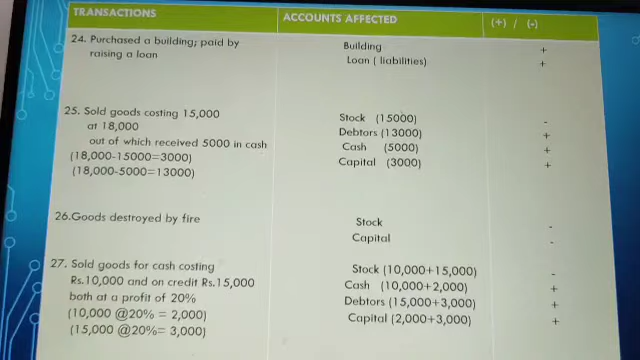 TRANSACTIONS ACCOUNTS AFFECTED (+) / (-)
24. Purchased a building; paid by Building +
raising a loan Loan ( liabilities) +
25. Sold goods costing 15,000 Stock (15000) -
at 18,000 Debtors (13000) +
out of which received 5000 in cash Cash (5000) +
(18,000-15000=3000) Capital (3000) +
(18,000-5000=13000)
26.Goods destroyed by fire Stock -
Capital -
27. Sold goods for cash costing Stock (10,000+15,000) -
Rs.10,000 and on credit Rs.15,000 Cash (10,000+2,000) +
both at a profit of 20% Debtors (15,000+3,000) +
(10,000 @20% = 2,000) Capital (2,000+3,000) +
(15,000 @20%= 3,000)